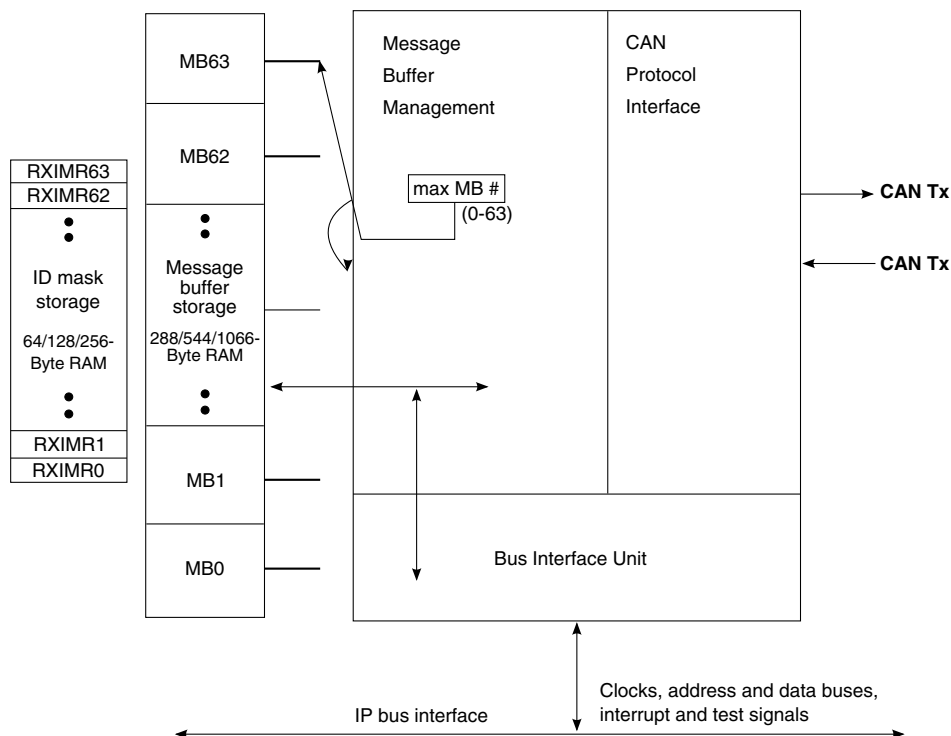 RXIMR63
RXIMR62
ID mask
storage
64/128/256-
Byte RAM
RXIMR1
RXIMR0
MB63
MB62
Message
buffer
storage
288/544/1066-
Byte RAM
MB1
MB0
Message
Buffer
Management
max MB #
(0-63)
CAN
Protocol
Interface
CAN Tx
CAN Tx
Bus Interface Unit
Clocks, address and data buses,
interrupt and test signals
IP bus interface